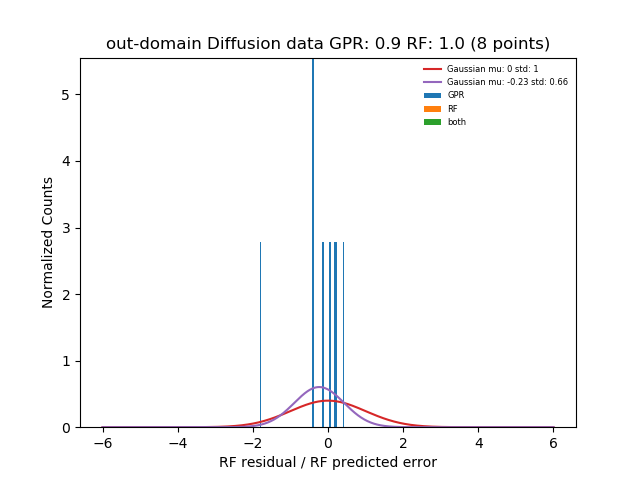 out-domain Diffusion data GPR: 0.9 RF: 1.0 (8 points)
Gaussian mu: 0 std: 1
Gaussian mu: -0.23 std: 0.66
GPR
RF
both
Normalized Counts
5
4
3
2
1
0
−6 −4 −2 0 2 4 6
RF residual / RF predicted error